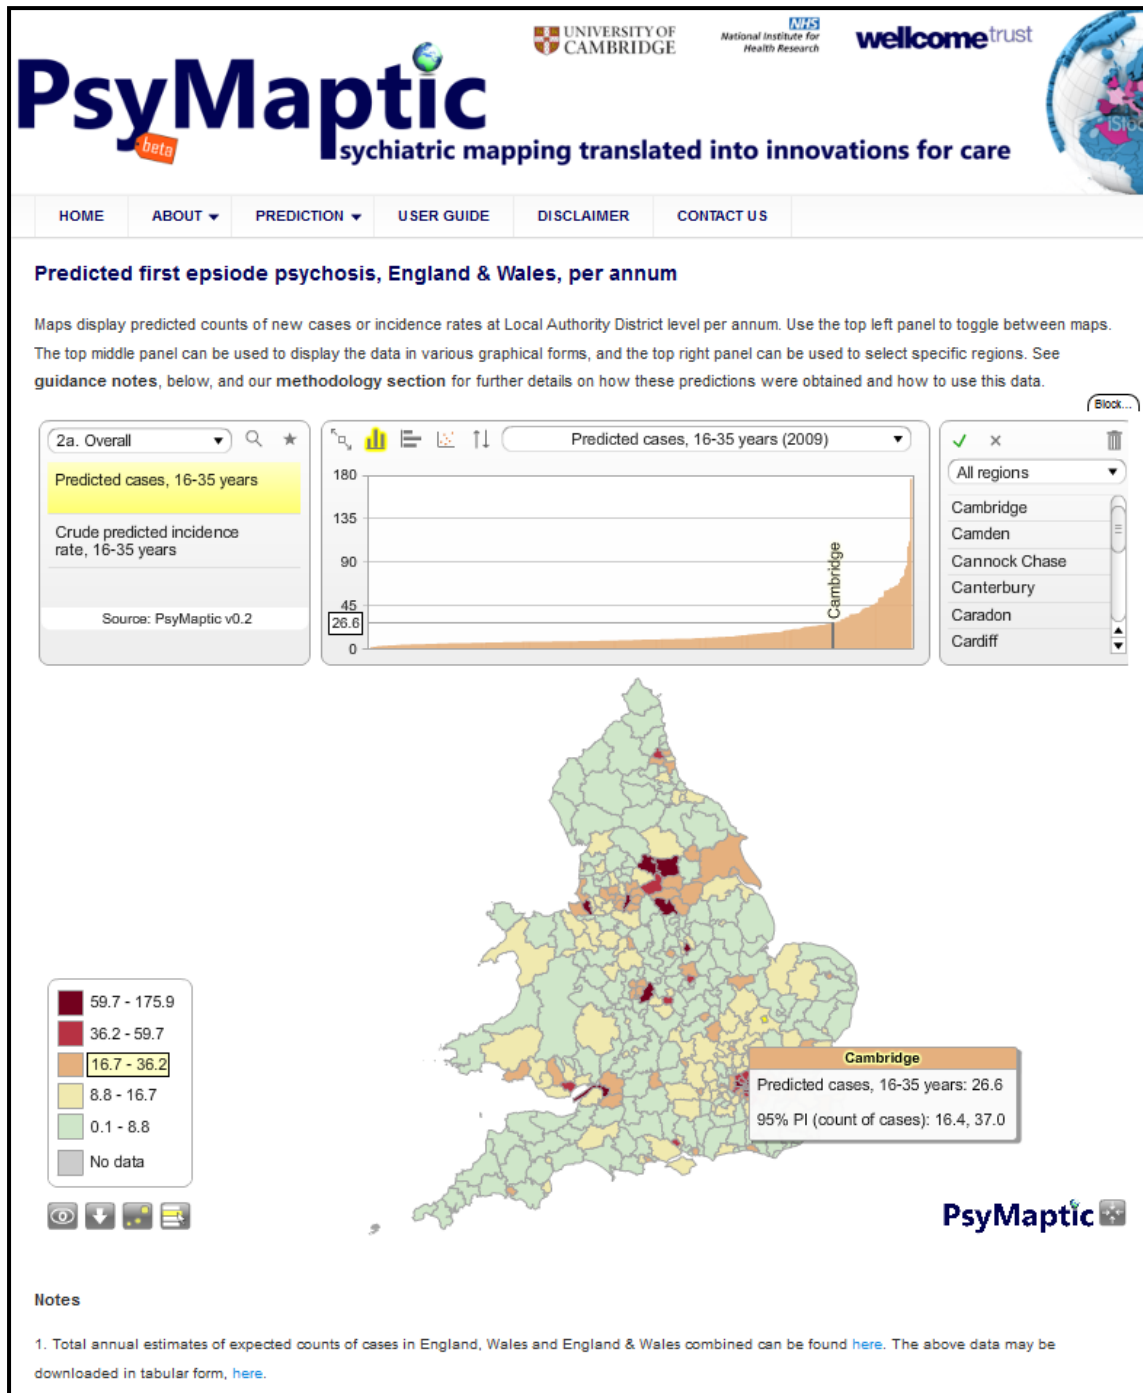 UNIVERSITY OF
CAMBRIDGE
NHS
National Institute for
Health Research
wellcometrust
PsyMaptic
beta
sychiatric mapping translated into innovations for care
iSto
HOME ABOUT PREDICTION USER GUIDE DISCLAIMER CONTACT US
Predicted first epsiode psychosis, England & Wales, per annum
Maps display predicted counts of new cases or incidence rates at Local Authority District level per annum. Use the top left panel to toggle between maps.
The top middle panel can be used to display the data in various graphical forms, and the top right panel can be used to select specific regions. See
guidance notes, below, and our methodology section for further details on how these predictions were obtained and how to use this data.
Block...
2a. Overall
Predicted cases, 16-35 years
Crude predicted incidence
rate, 16-35 years
Source: PsyMaptic v0.2
Predicted cases, 16-35 years (2009)
180
135
90
45
26.6
0
Cambridge
All regions
Cambridge
Camden
Cannock Chase
Canterbury
Caradon
Cardiff
59.7 - 175.9
36.2 - 59.7
16.7 - 36.2
8.8 - 16.7
0.1 - 8.8
No data
Cambridge
Predicted cases, 16-35 years: 26.6
95% PI (count of cases): 16.4, 37.0
PsyMaptic
Notes
1. Total annual estimates of expected counts of cases in England, Wales and England & Wales combined can be found here. The above data may be
downloaded in tabular form, here.